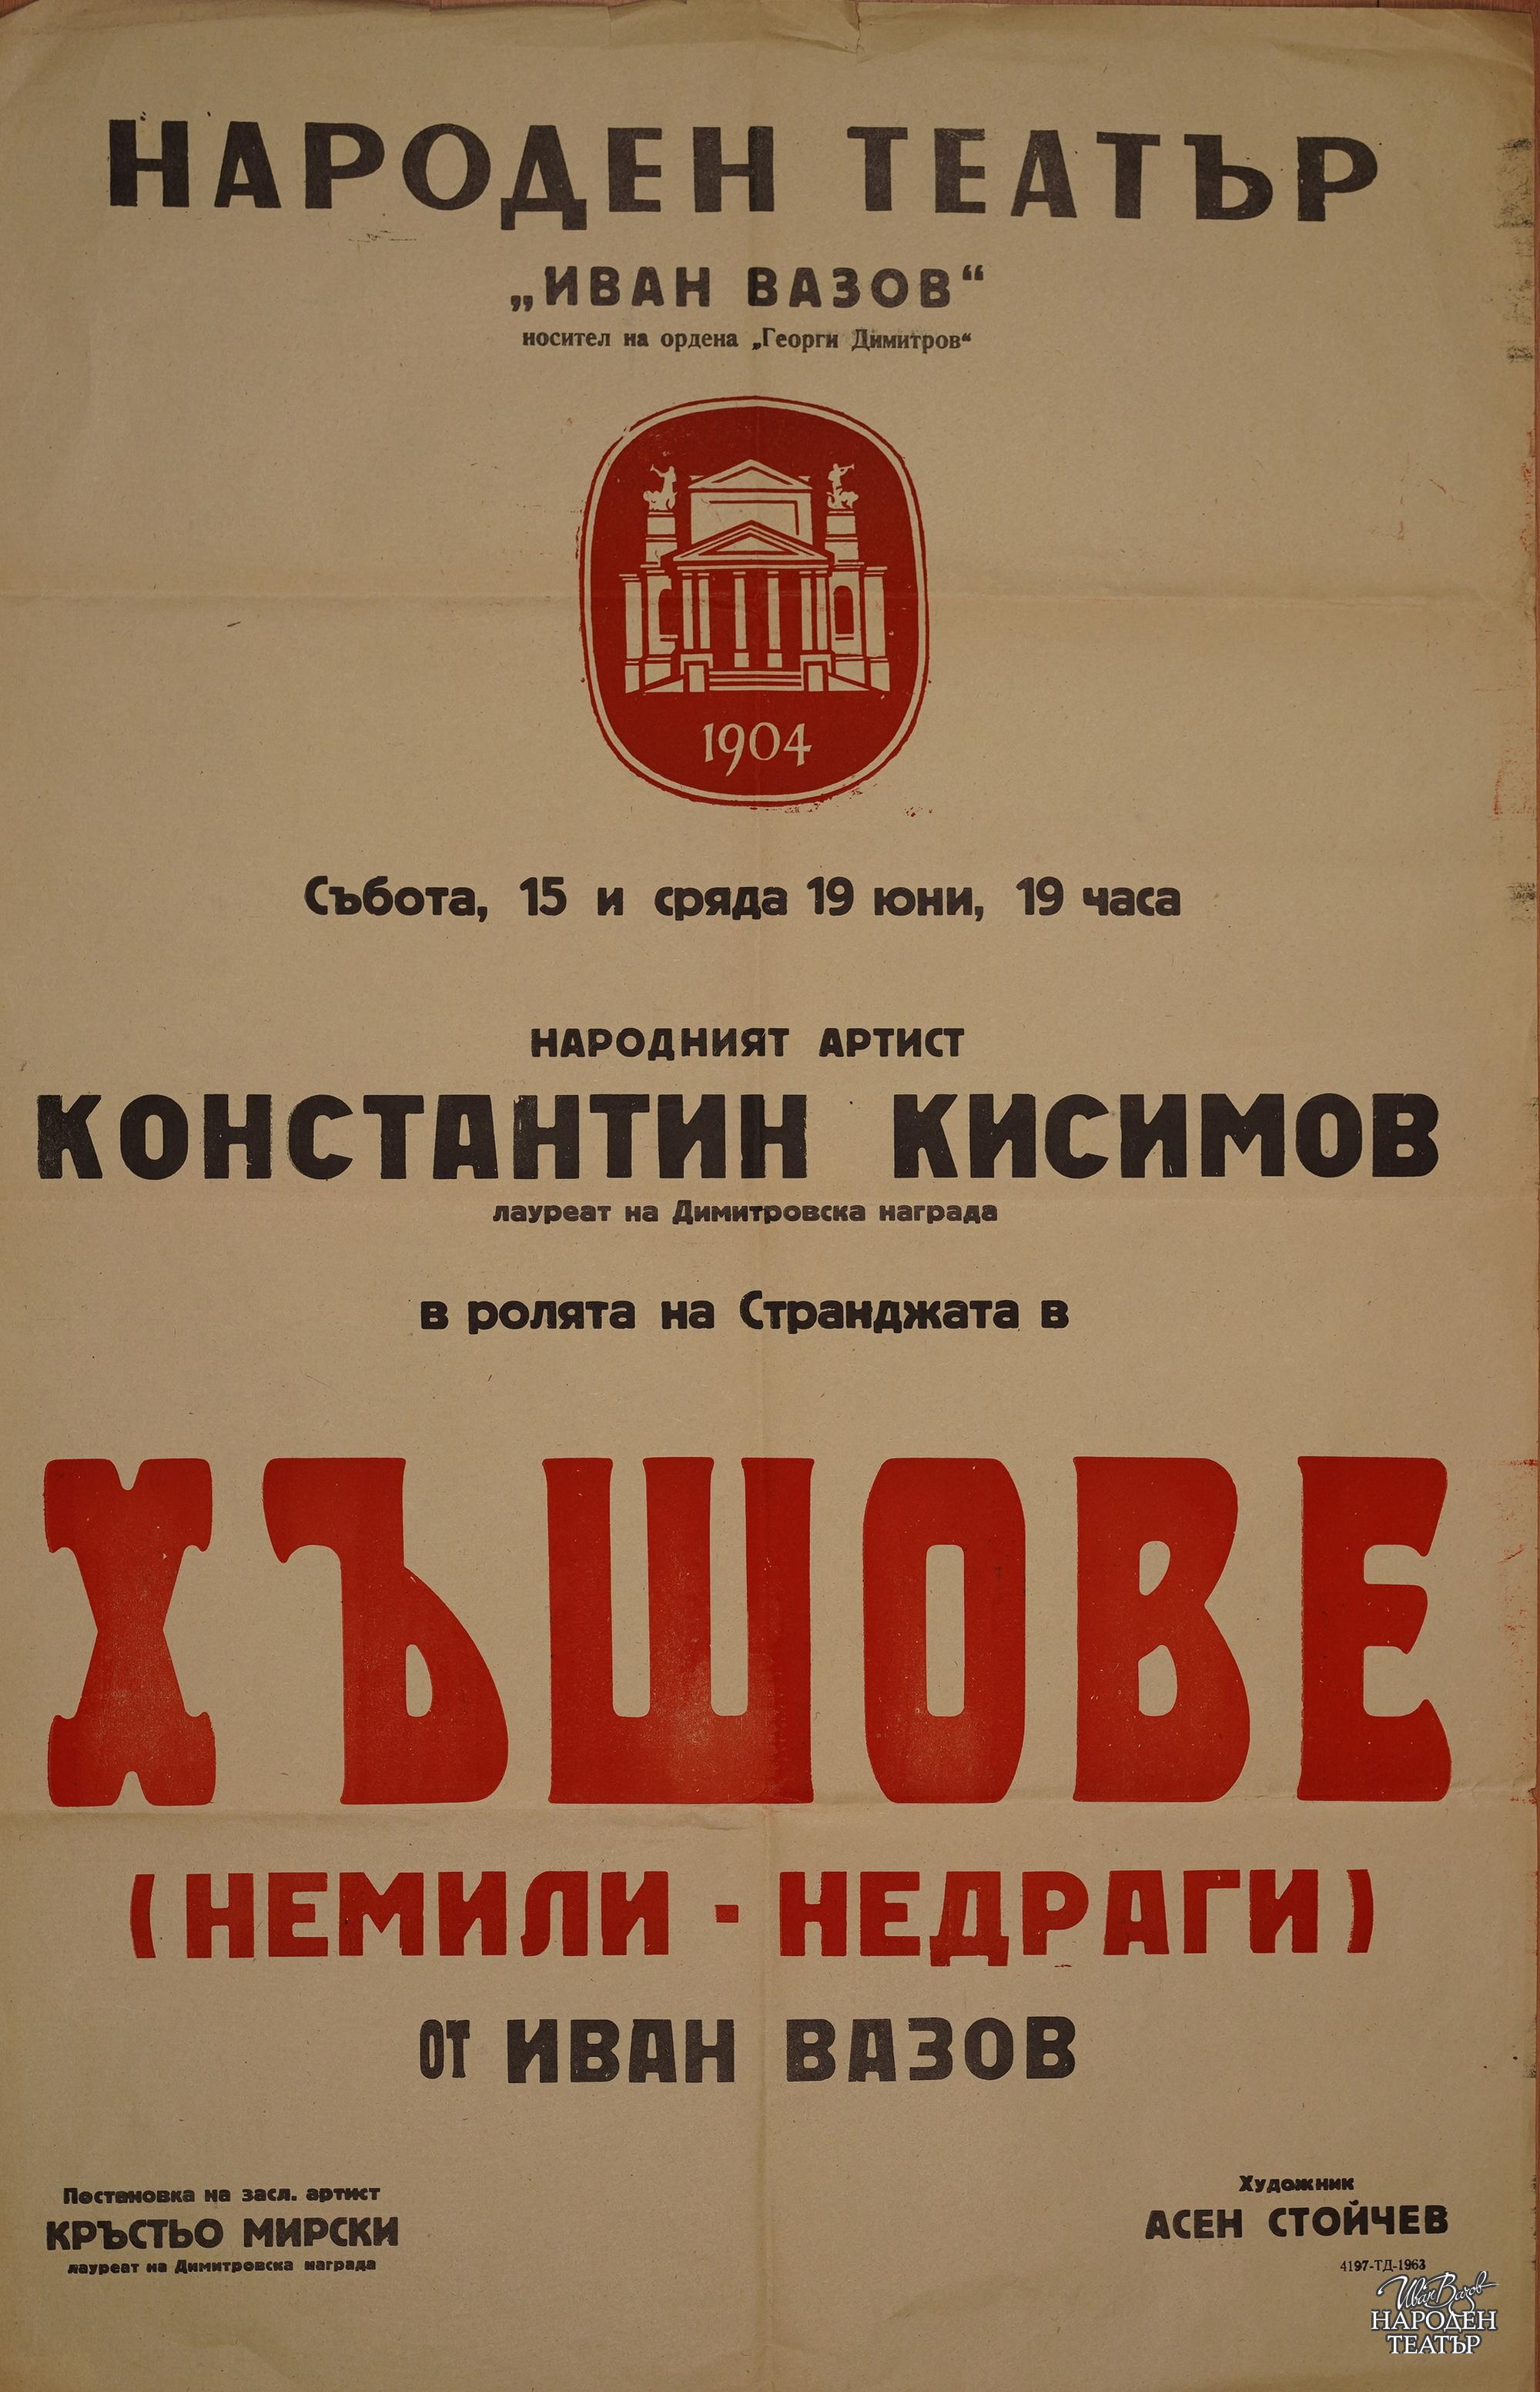 НАРОДЕН ТЕАТЪР
„ИВАН ВАЗОВ“
носител на ордена „Георги Димитров“
1904
Събота, 15 и сряда 19 юни, 19 часа
НАРОДНИЯТ АРТИСТ
КОНСТАНТИН КИСИМОВ
лауреат на Димитровска награда
в ролята на Странджата в
ХЪШОВЕ
(НЕМИЛИ - НЕДРАГИ)
ОТ ИВАН ВАЗОВ
Постановка на засл. артист
КРЪСТЬО МИРСКИ
лауреат на Димитровска награда
Художник
АСЕН СТОЙЧЕВ
4197-ТД-1963
Иван Вазов
НАРОДЕН
ТЕАТЪР